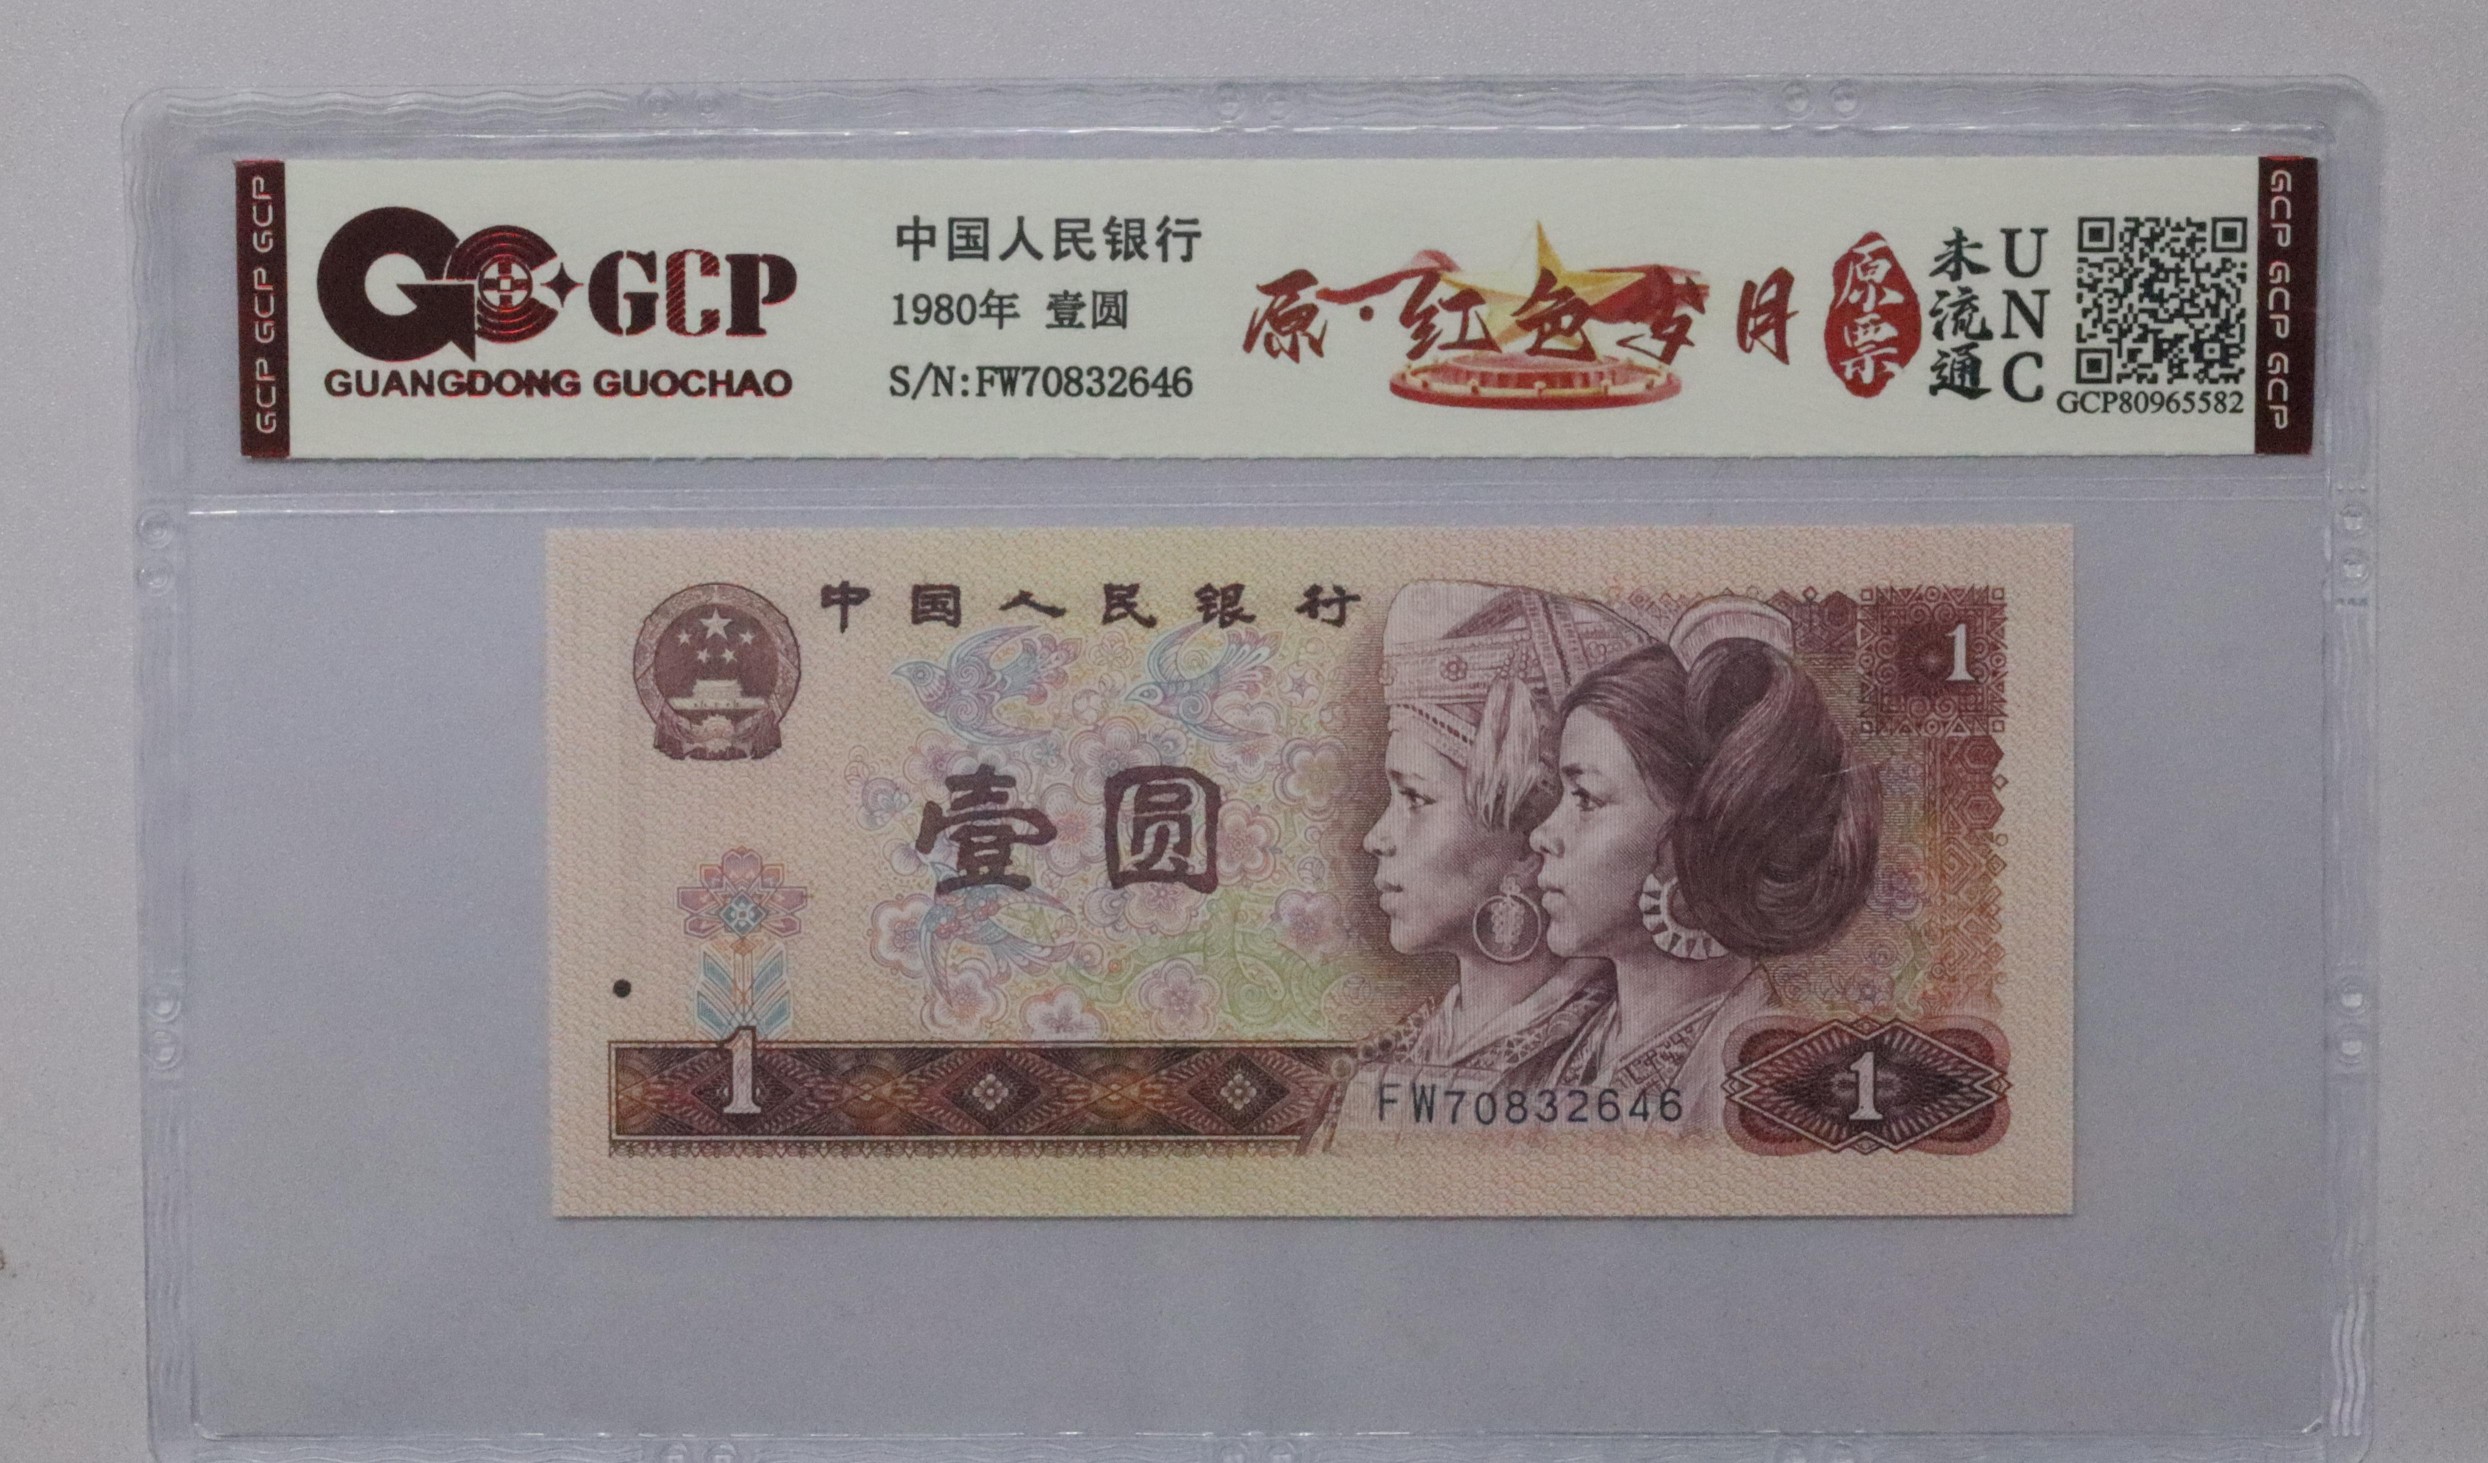 GCP GCP GCP
GC GCP
GUANGDONG GUOCHAO
中国人民银行
1980年 壹圆
S/N:FW70832646
原·红色岁月
原票
未流通
UNC
GCP80965582
GCP GCP GCP
中国人民银行
1
壹圆
1
FW70832646
1